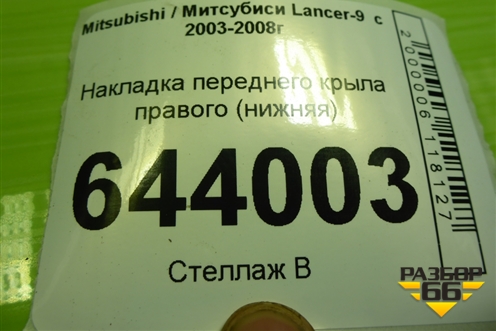 Mitsubishi / Митсубиси Lancer-9 с
2003-2008г
Накладка переднего крыла
правого (нижняя)
644003
Стеллаж В
2000006118127
РАЗБОР
66